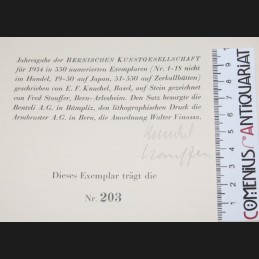 Jahresgabe der BERNISCHEN KUNSTGESELLSCHAFT
für 1934 in 550 numerierten Exemplaren (Nr. 1-18 nicht
im Handel, 19-50 auf Japan, 51-550 auf Zerkallbütten)
geschrieben von E. F. Knuchel, Basel, auf Stein gezeichnet
von Fred Stauffer, Bern-Arlesheim. Den Satz besorgte die
Benteli A.G. in Bümpliz, den lithographischen Druck die
Armbruster A.G. in Bern, die Anordnung Walter Vinassa.
Knuchel
Stauffer
Dieses Exemplar trägt die
Nr. 203
COMENIUS ANTIQUARIAT